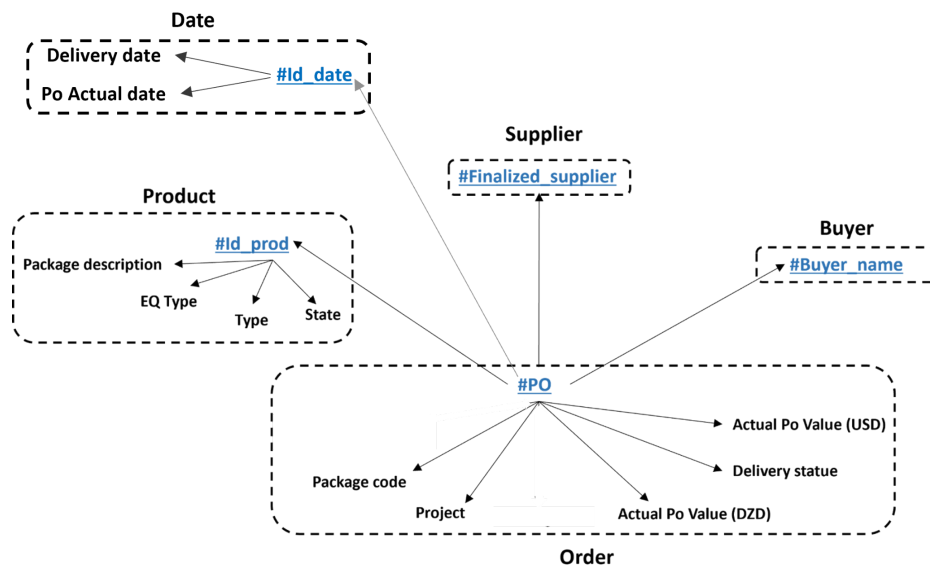 Date
Delivery date
#Id_date
Po Actual date
Supplier
#Finalized_supplier
Product
#Id_prod
Package description
EQ Type
Type
State
Buyer
#Buyer_name
#PO
Actual Po Value (USD)
Delivery statue
Package code
Project
Actual Po Value (DZD)
Order